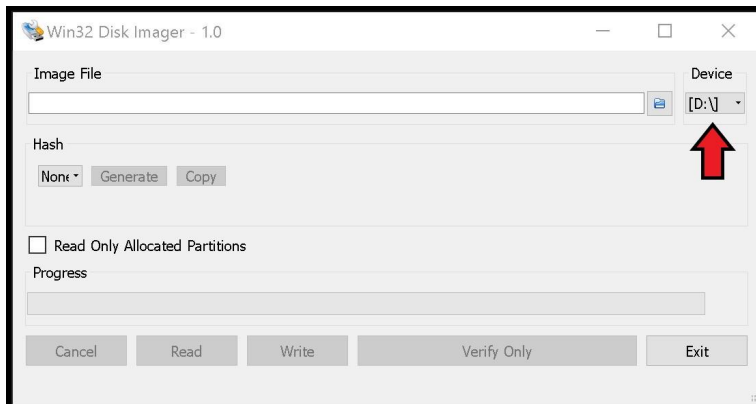 Win32 Disk Imager - 1.0
Image File
Device
[D:\]
Hash
None
Generate
Copy
Read Only Allocated Partitions
Progress
Cancel
Read
Write
Verify Only
Exit